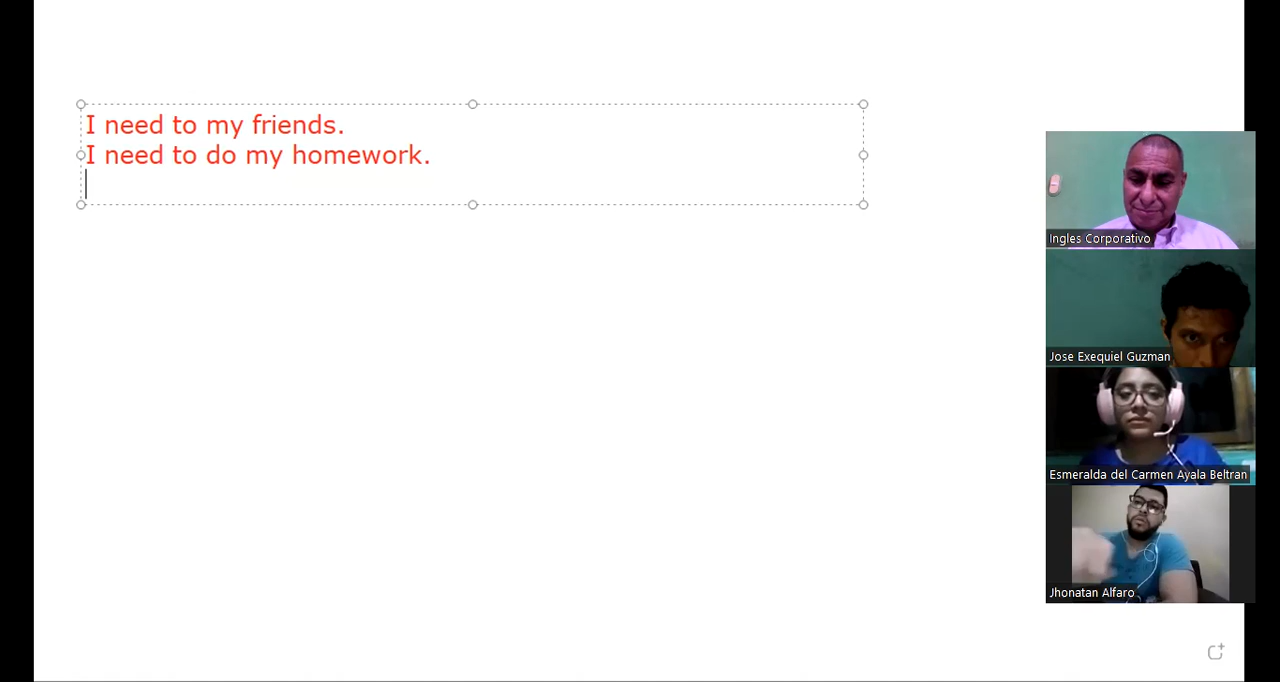 I need to my friends.
I need to do my homework.
Ingles Corporativo
Jose Exequiel Guzman
Esmeralda del Carmen Ayala Beltran
Jhonatan Alfaro